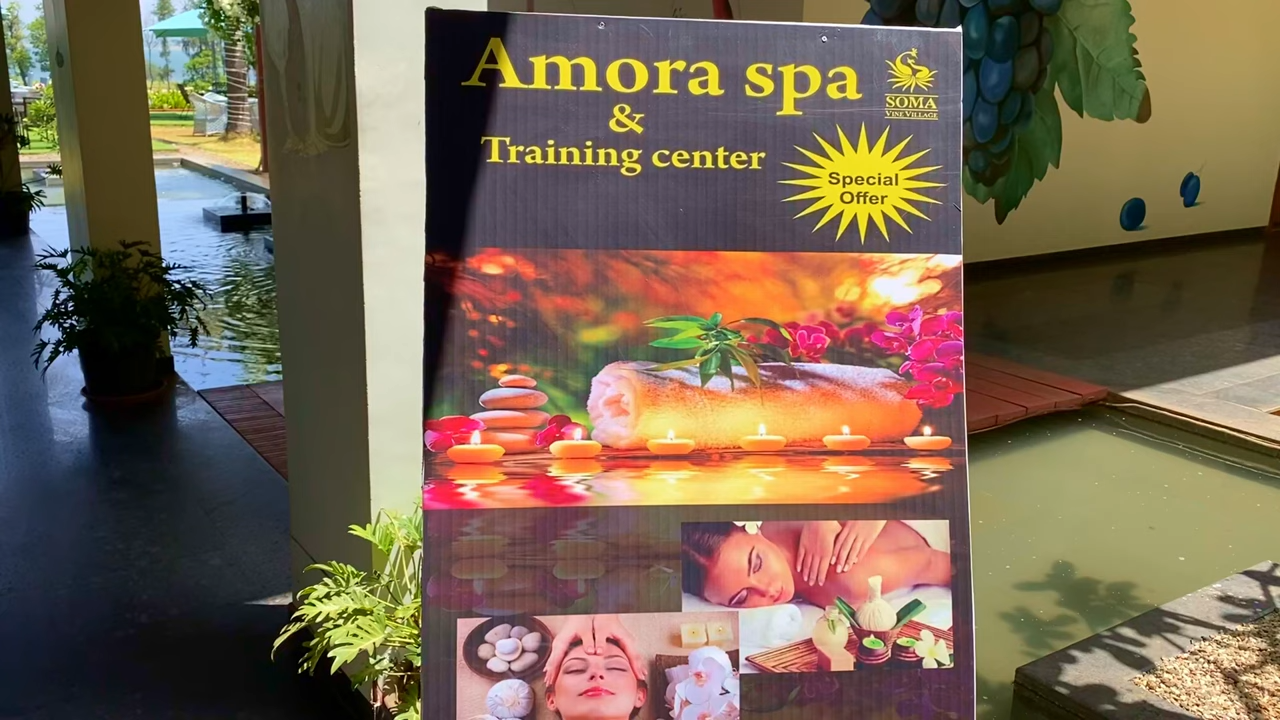 Amora spa
&
Training center
SOMA
VINE VILLAGE
Special
Offer